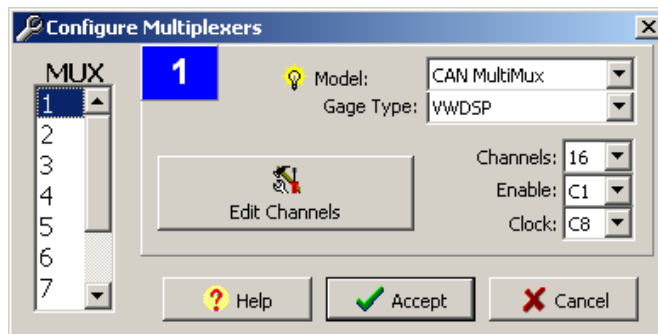 Configure Multiplexers
MUX
1
2
3
4
5
6
7
1
Model: CAN MultiMux
Gage Type: VWDSP
Edit Channels
Channels: 16
Enable: C1
Clock: C8
? Help
Accept
Cancel